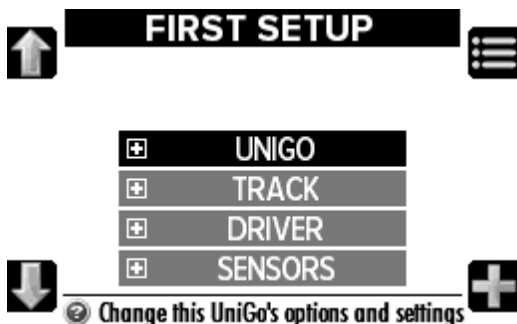 FIRST SETUP
UNIGO
TRACK
DRIVER
SENSORS
Change this UniGo's options and settings